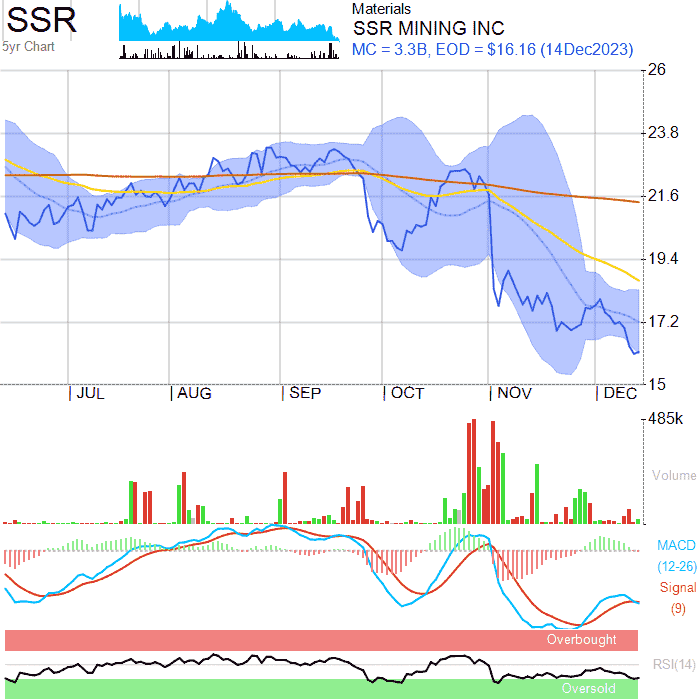 SSR
5yr Chart
Materials
SSR MINING INC
MC = 3.3B, EOD = $16.16 (14Dec2023)
26
23.8
21.6
19.4
17.2
15
JUL
AUG
SEP
OCT
NOV
DEC
485k
Volume
MACD
(12-26)
Signal
(9)
Overbought
RSI(14)
Oversold